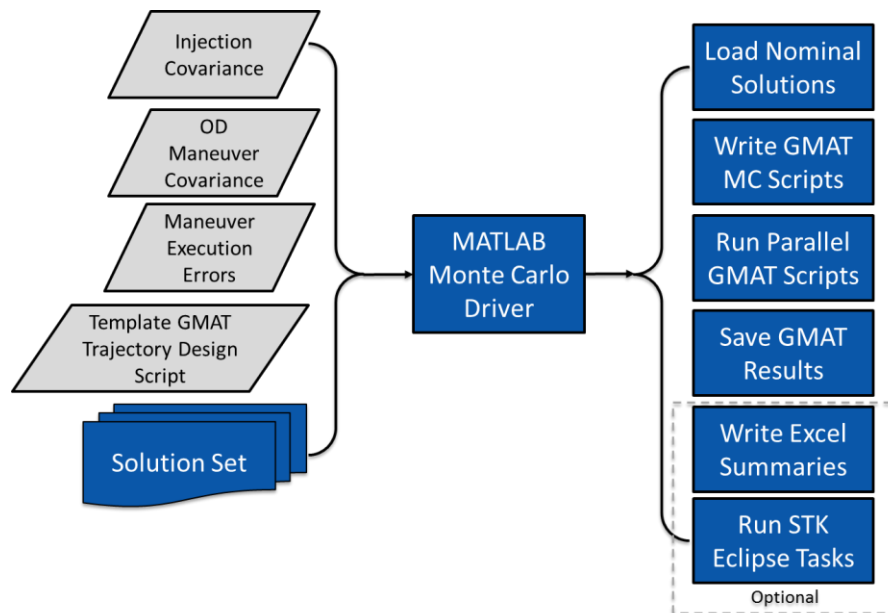 Injection
Covariance
OD
Maneuver
Covariance
Maneuver
Execution
Errors
Template GMAT
Trajectory Design
Script
Solution Set
MATLAB
Monte Carlo
Driver
Load Nominal
Solutions
Write GMAT
MC Scripts
Run Parallel
GMAT Scripts
Save GMAT
Results
Write Excel
Summaries
Run STK
Eclipse Tasks
Optional